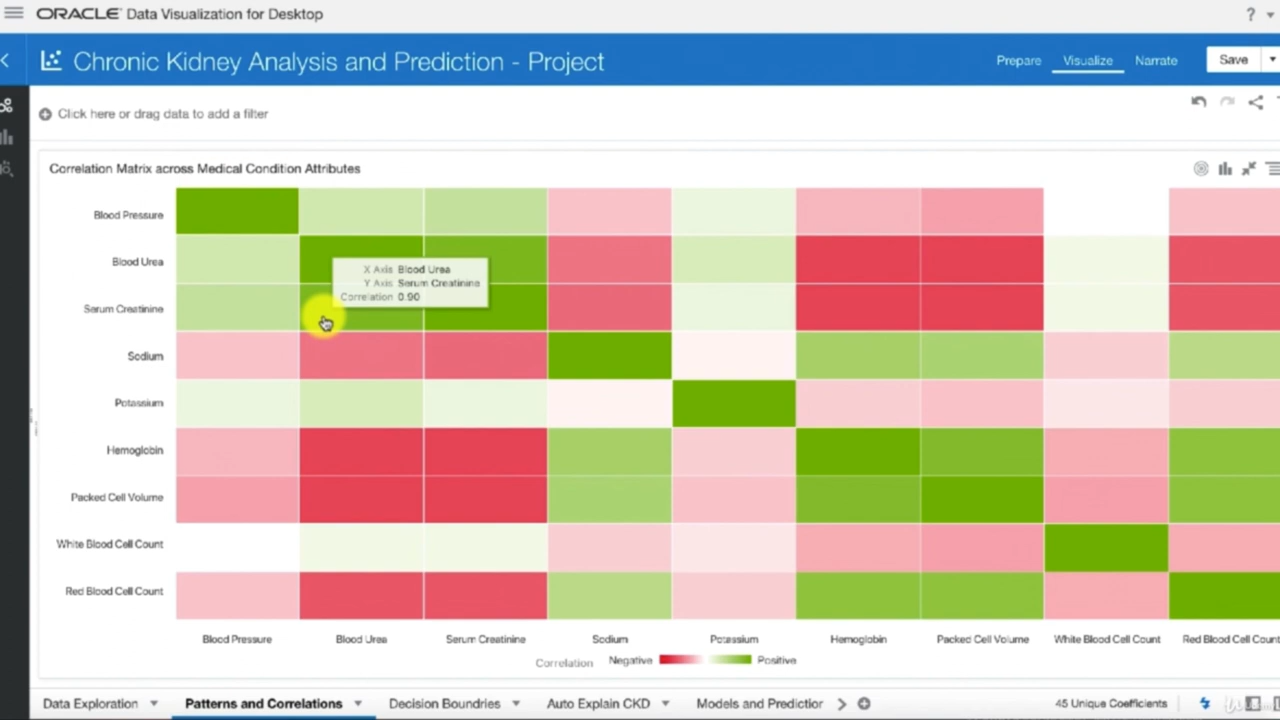 ORACLE Data Visualization for Desktop
?
Chronic Kidney Analysis and Prediction - Project
Prepare Visualize Narrate Save
Click here or drag data to add a filter
Correlation Matrix across Medical Condition Attributes
Blood Pressure
Blood Urea
X Axis Blood Urea
Y Axis Serum Creatinine
Correlation 0.90
Serum Creatinine
Sodium
Potassium
Hemoglobin
Packed Cell Volume
White Blood Cell Count
Red Blood Cell Count
Blood Pressure Blood Urea Serum Creatinine Sodium Potassium Hemoglobin Packed Cell Volume White Blood Cell Count Red Blood Cell Count
Correlation Negative Positive
Data Exploration Patterns and Correlations Decision Boundaries Auto Explain CKD Models and Predictior 45 Unique Coefficients